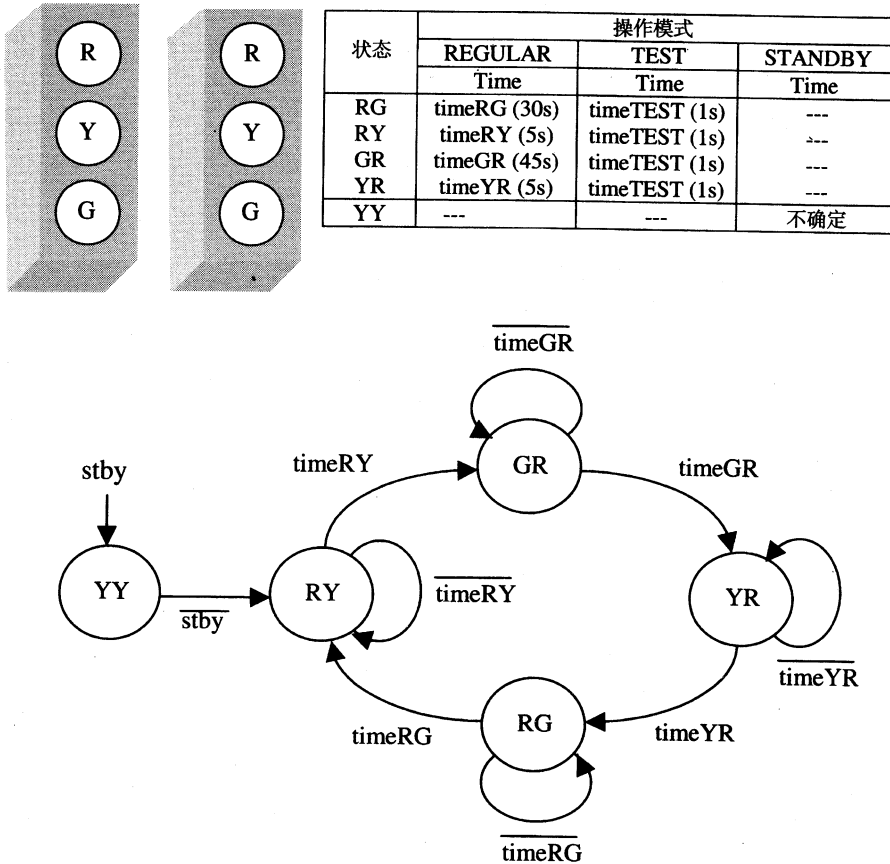 R R
Y Y
G G
状态 操作模式
REGULAR TEST STANDBY
Time Time Time
RG timeRG (30s) timeTEST (1s) ---
RY timeRY (5s) timeTEST (1s) ---
GR timeGR (45s) timeTEST (1s) ---
YR timeYR (5s) timeTEST (1s) ---
YY --- --- 不确定
timeGR
timeRY GR timeGR
stby
YY RY timeRY YR
stby
timeYR
timeRG RG timeYR
timeRG